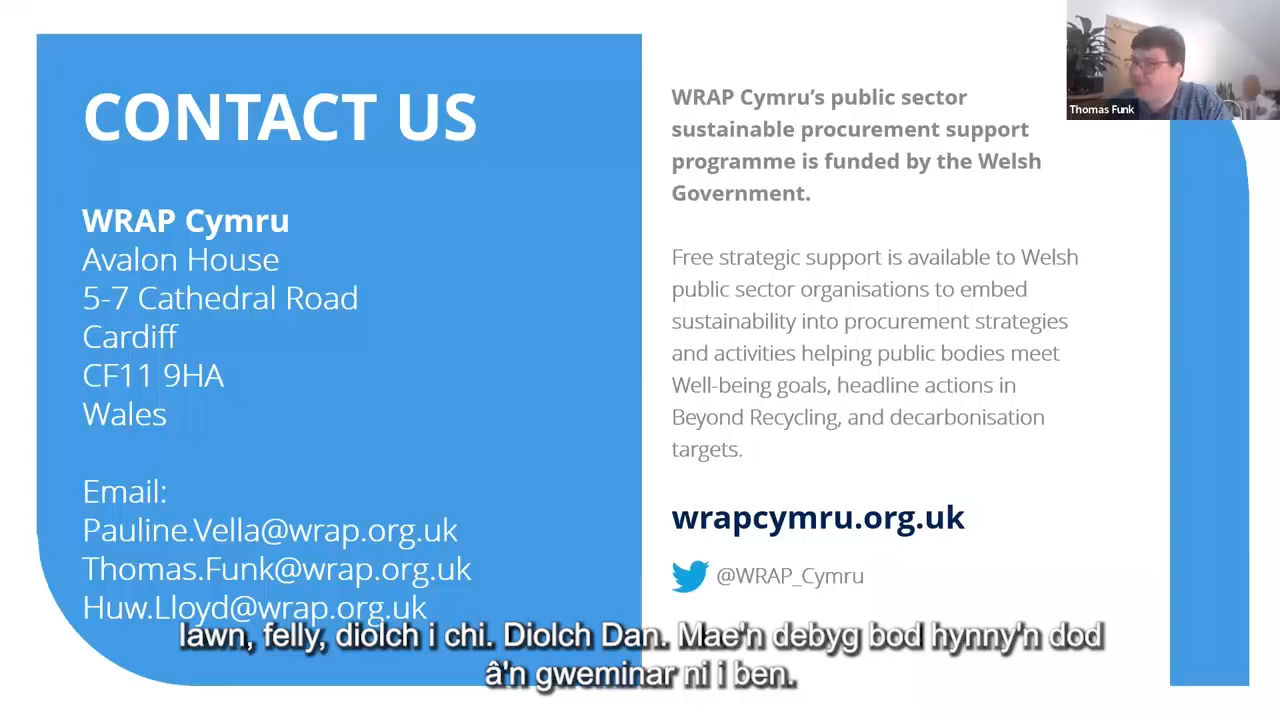 CONTACT US
WRAP Cymru
Avalon House
5-7 Cathedral Road
Cardiff
CF11 9HA
Wales
Email:
Pauline.Vella@wrap.org.uk
Thomas.Funk@wrap.org.uk
Huw.Lloyd@wrap.org.uk
WRAP Cymru’s public sector
sustainable procurement support
programme is funded by the Welsh
Government.
Free strategic support is available to Welsh
public sector organisations to embed
sustainability into procurement strategies
and activities helping public bodies meet
Well-being goals, headline actions in
Beyond Recycling, and decarbonisation
targets.
wrapcymru.org.uk
@WRAP_Cymru
Thomas Funk
Iawn, felly, diolch i chi. Diolch Dan. Mae'n debyg bod hynny'n dod
â'n gweminar ni i ben.